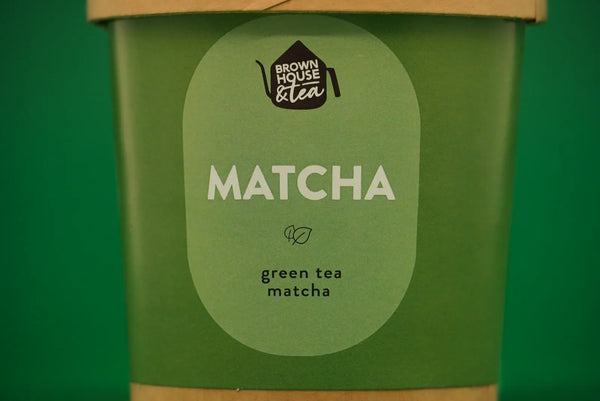 BROWN
HOUSE
&tea
MATCHA
green tea
matcha